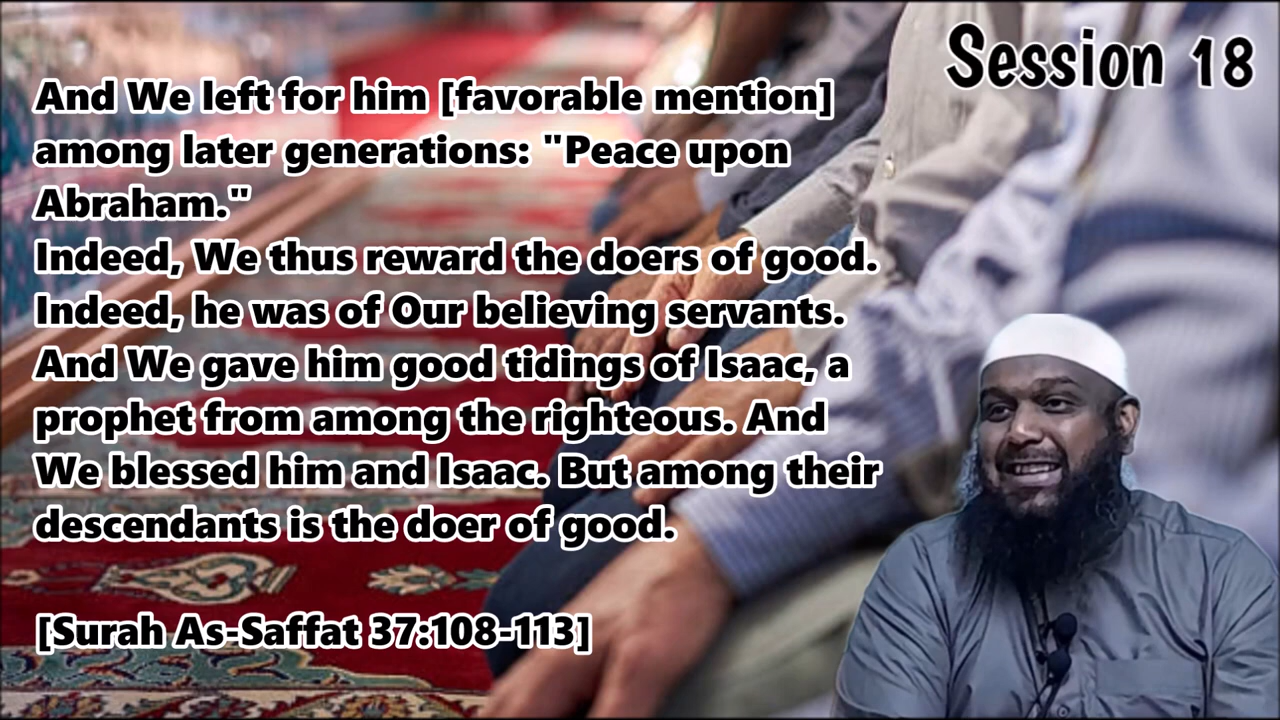 Session 18
And We left for him [favorable mention]
among later generations: "Peace upon
Abraham."
Indeed, We thus reward the doers of good.
Indeed, he was of Our believing servants.
And We gave him good tidings of Isaac, a
prophet from among the righteous. And
We blessed him and Isaac. But among their
descendants is the doer of good.
[Surah As-Saffat 37:108-113]